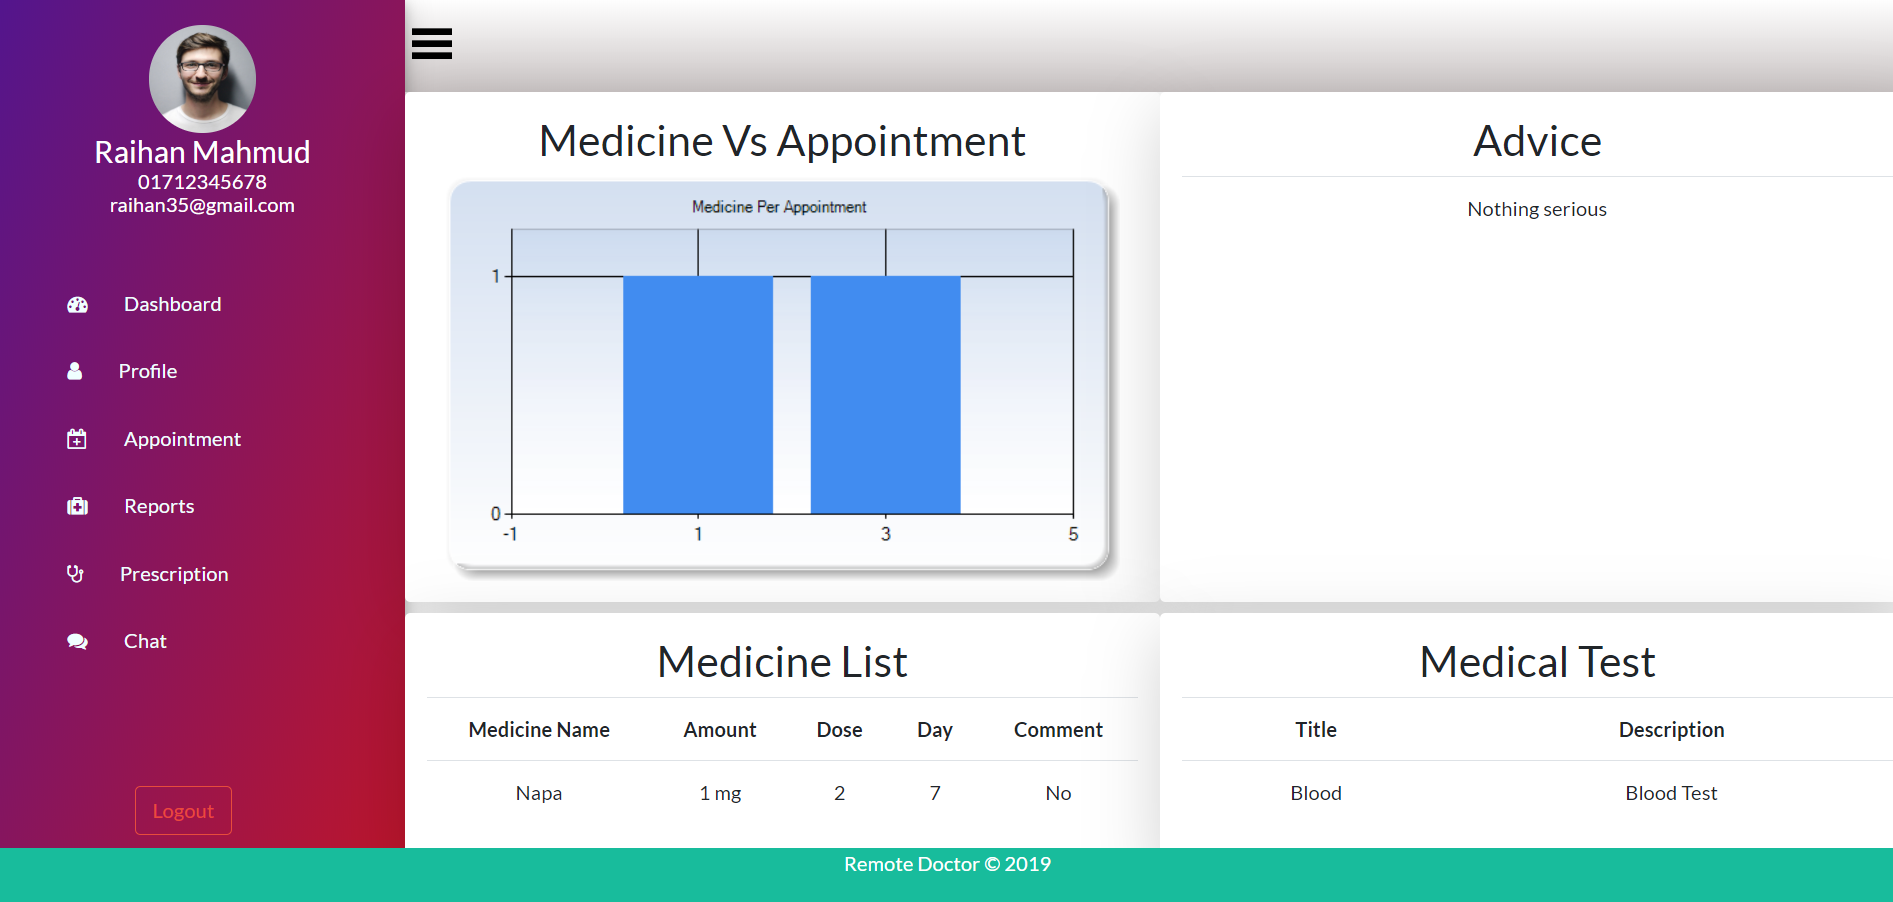 Raihan Mahmud
01712345678
raihan35@gmail.com
Dashboard
Profile
Appointment
Reports
Prescription
Chat
Logout
Medicine Vs Appointment
Medicine Per Appointment
1
0
-1 1 3 5
Advice
Nothing serious
Medicine List
Medicine Name Amount Dose Day Comment
Napa 1 mg 2 7 No
Medical Test
Title Description
Blood Blood Test
Remote Doctor © 2019